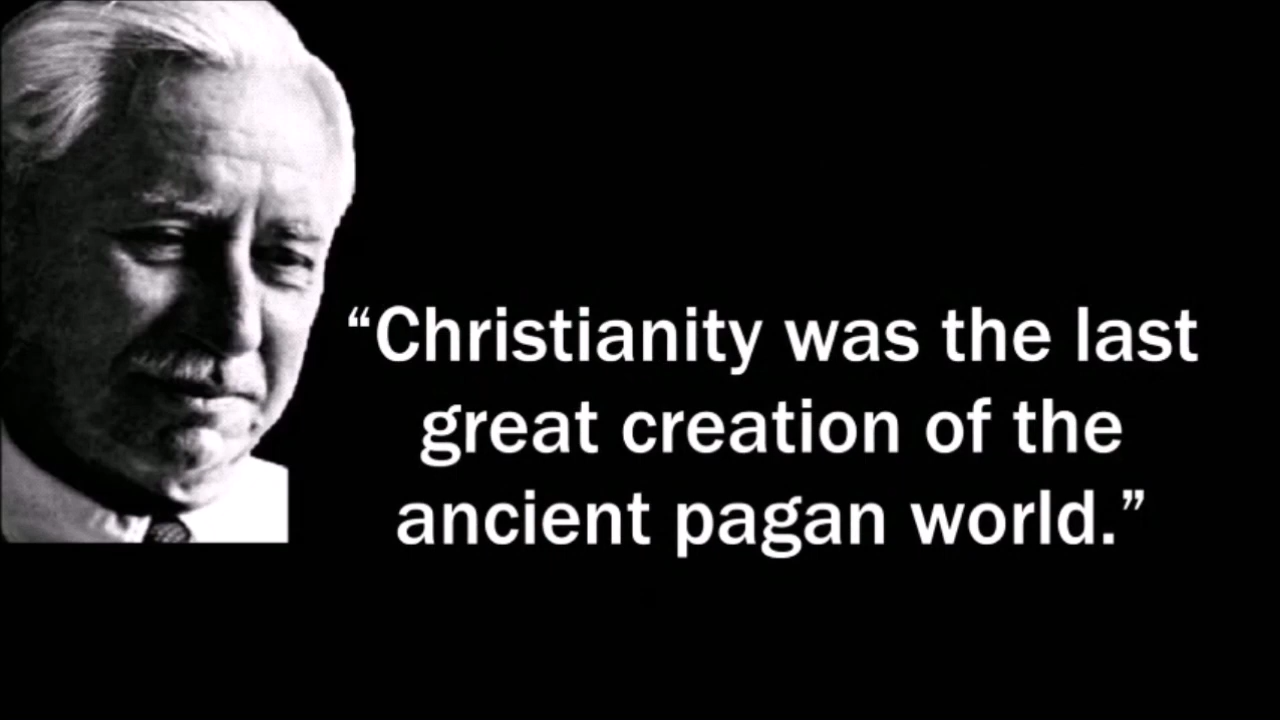 “Christianity was the last
great creation of the
ancient pagan world.”